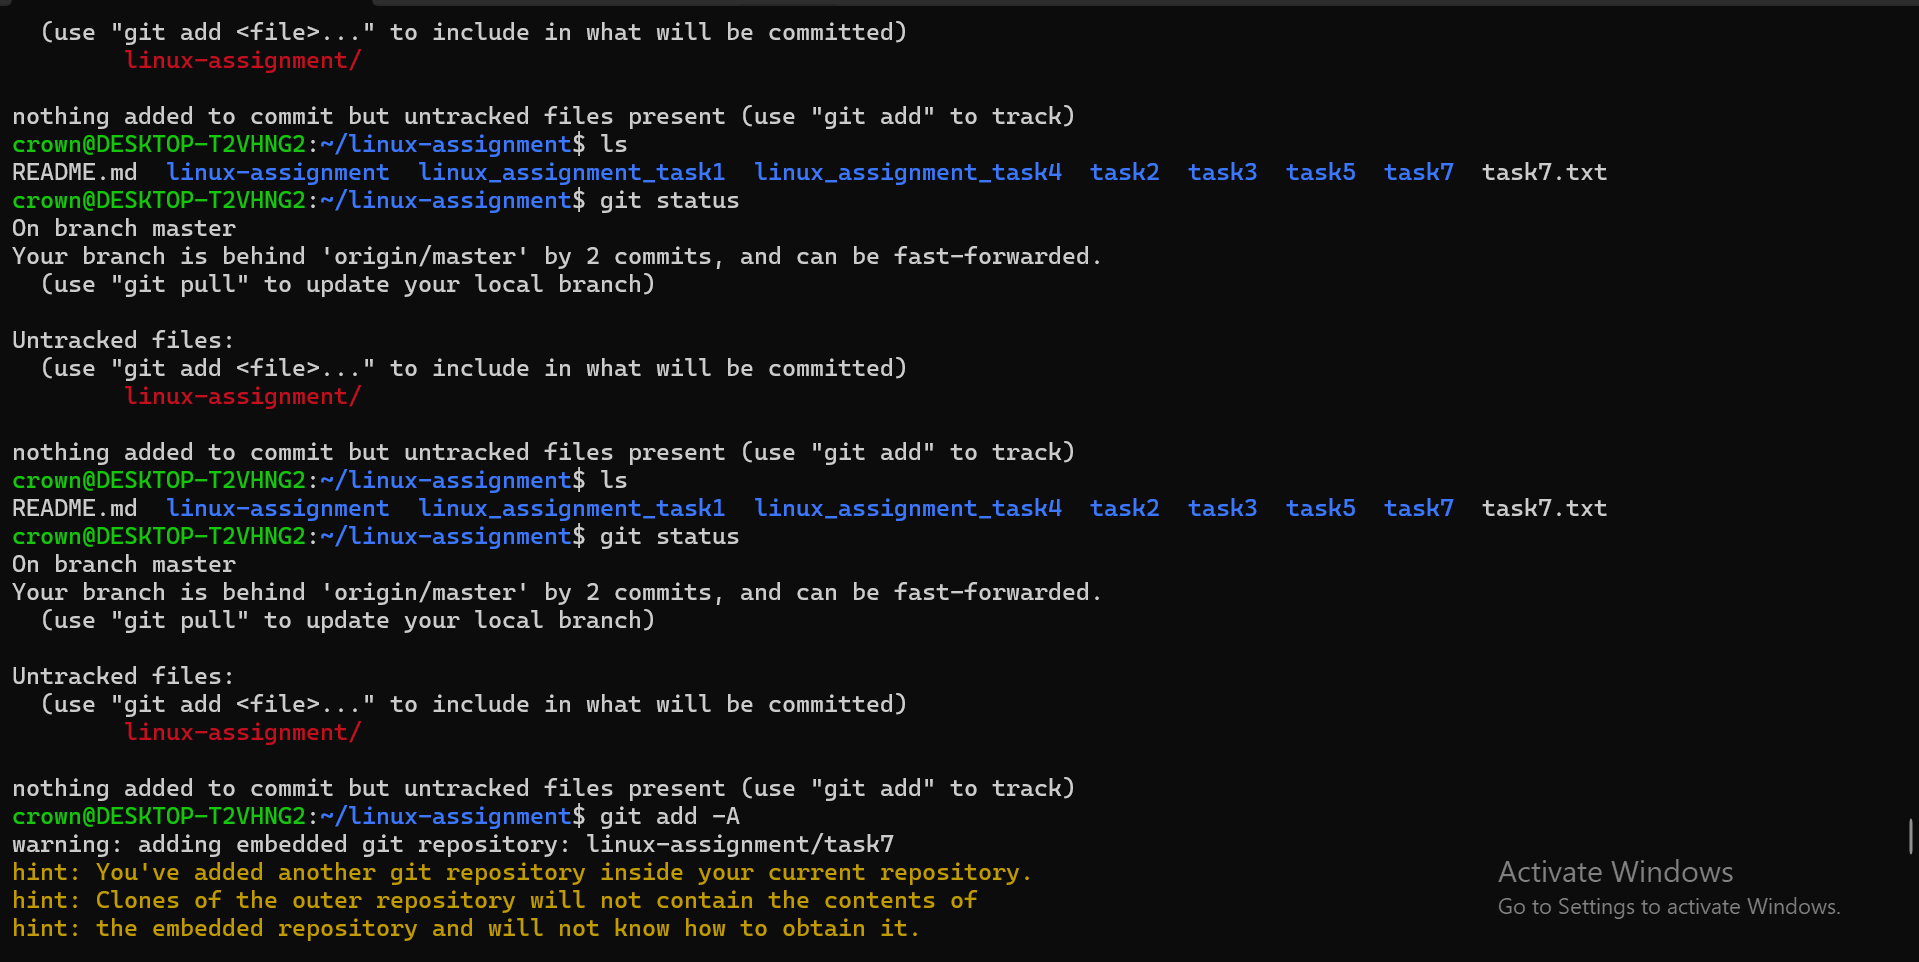 (use "git add <file>..." to include in what will be committed)
        linux-assignment/

nothing added to commit but untracked files present (use "git add" to track)
crown@DESKTOP-T2VHNG2:~/linux-assignment$ ls
README.md  linux-assignment  linux_assignment_task1  linux_assignment_task4  task2  task3  task5  task7  task7.txt
crown@DESKTOP-T2VHNG2:~/linux-assignment$ git status
On branch master
Your branch is behind 'origin/master' by 2 commits, and can be fast-forwarded.
  (use "git pull" to update your local branch)

Untracked files:
  (use "git add <file>..." to include in what will be committed)
        linux-assignment/

nothing added to commit but untracked files present (use "git add" to track)
crown@DESKTOP-T2VHNG2:~/linux-assignment$ ls
README.md  linux-assignment  linux_assignment_task1  linux_assignment_task4  task2  task3  task5  task7  task7.txt
crown@DESKTOP-T2VHNG2:~/linux-assignment$ git status
On branch master
Your branch is behind 'origin/master' by 2 commits, and can be fast-forwarded.
  (use "git pull" to update your local branch)

Untracked files:
  (use "git add <file>..." to include in what will be committed)
        linux-assignment/

nothing added to commit but untracked files present (use "git add" to track)
crown@DESKTOP-T2VHNG2:~/linux-assignment$ git add -A
warning: adding embedded git repository: linux-assignment/task7
hint: You've added another git repository inside your current repository.
hint: Clones of the outer repository will not contain the contents of
hint: the embedded repository and will not know how to obtain it.
Activate Windows
Go to Settings to activate Windows.